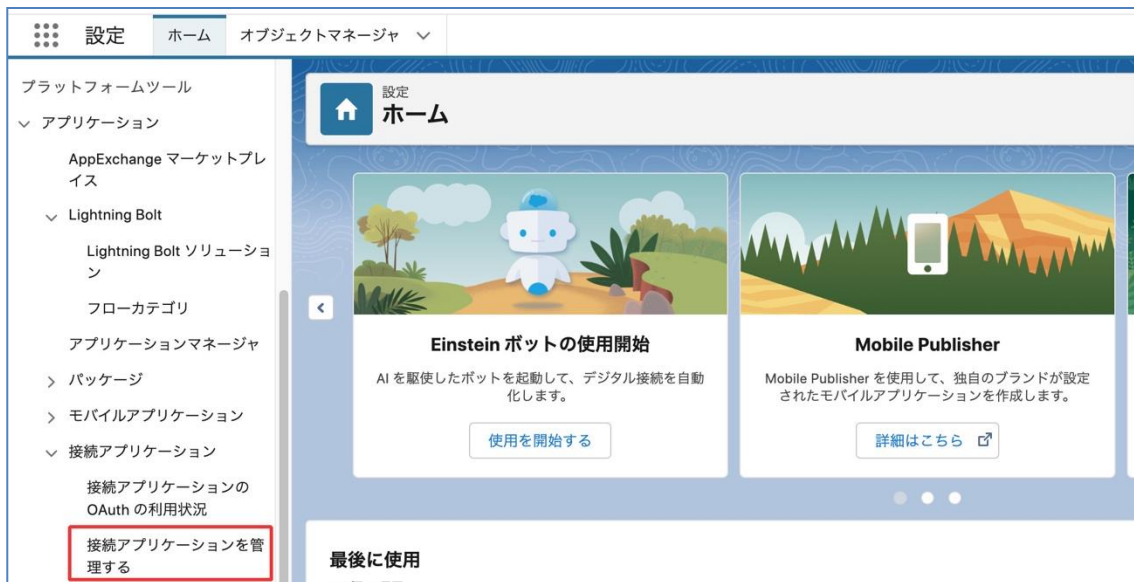 設定
ホーム
オブジェクトマネージャ
プラットフォームツール
アプリケーション
AppExchange マーケットプレ
イス
Lightning Bolt
Lightning Bolt ソリューショ
ン
フローカテゴリ
アプリケーションマネージャ
パッケージ
モバイルアプリケーション
接続アプリケーション
接続アプリケーションの
OAuth の利用状況
接続アプリケーションを管
理する
設定
ホーム
Einstein ボットの使用開始
AI を駆使したボットを起動して、デジタル接続を自動
化します。
使用を開始する
Mobile Publisher
Mobile Publisher を使用して、独自のブランドが設定
されたモバイルアプリケーションを作成します。
詳細はこちら
最後に使用